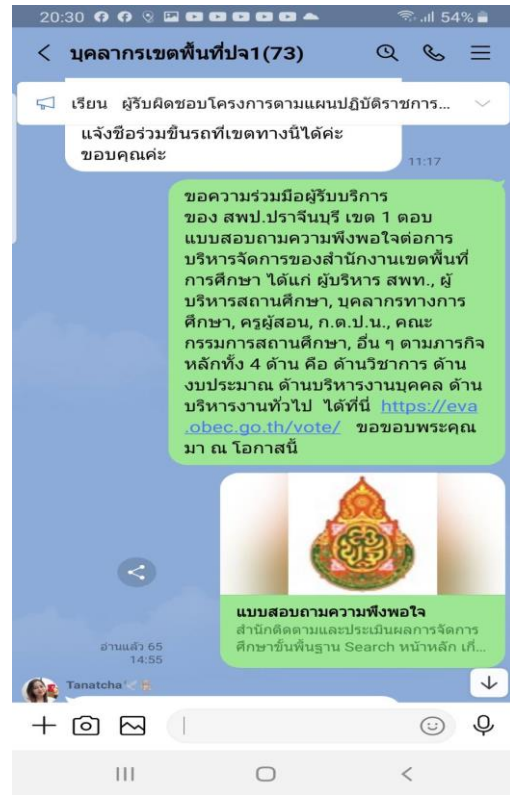 20:30
54%
บุคลากรเขตพื้นที่ปจ1(73)
เรียน ผู้รับผิดชอบโครงการตามแผนปฏิบัติราชการ...
แจ้งชื่อร่วมขึ้นรถที่เขตทางนี้ได้ค่ะ
ขอบคุณค่ะ
11:17
ขอความร่วมมือผู้รับบริการ
ของ สพป.ปราจีนบุรี เขต 1 ตอบ
แบบสอบถามความพึงพอใจต่อการ
บริหารจัดการของสำนักงานเขตพื้นที่
การศึกษา ได้แก่ ผู้บริหาร สพท., ผู้
บริหารสถานศึกษา, บุคลากรทางการ
ศึกษา, ครูผู้สอน, ก.ต.ป.น., คณะ
กรรมการสถานศึกษา, อื่น ๆ ตามภารกิจ
หลักทั้ง 4 ด้าน คือ ด้านวิชาการ ด้าน
งบประมาณ ด้านบริหารงานบุคคล ด้าน
บริหารงานทั่วไป ได้ที่นี่ https://eva
.obec.go.th/vote/ ขอขอบพระคุณ
มา ณ โอกาสนี้
แบบสอบถามความพึงพอใจ
สำนักติดตามและประเมินผลการจัดการ
ศึกษาขั้นพื้นฐาน Search หน้าหลัก เกี่...
อ่านแล้ว 65
14:55
Tanatcha